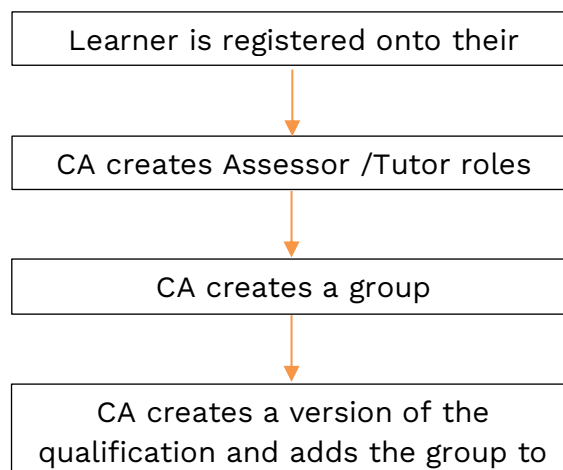 Learner is registered onto their
CA creates Assessor /Tutor roles
CA creates a group
CA creates a version of the
qualification and adds the group to